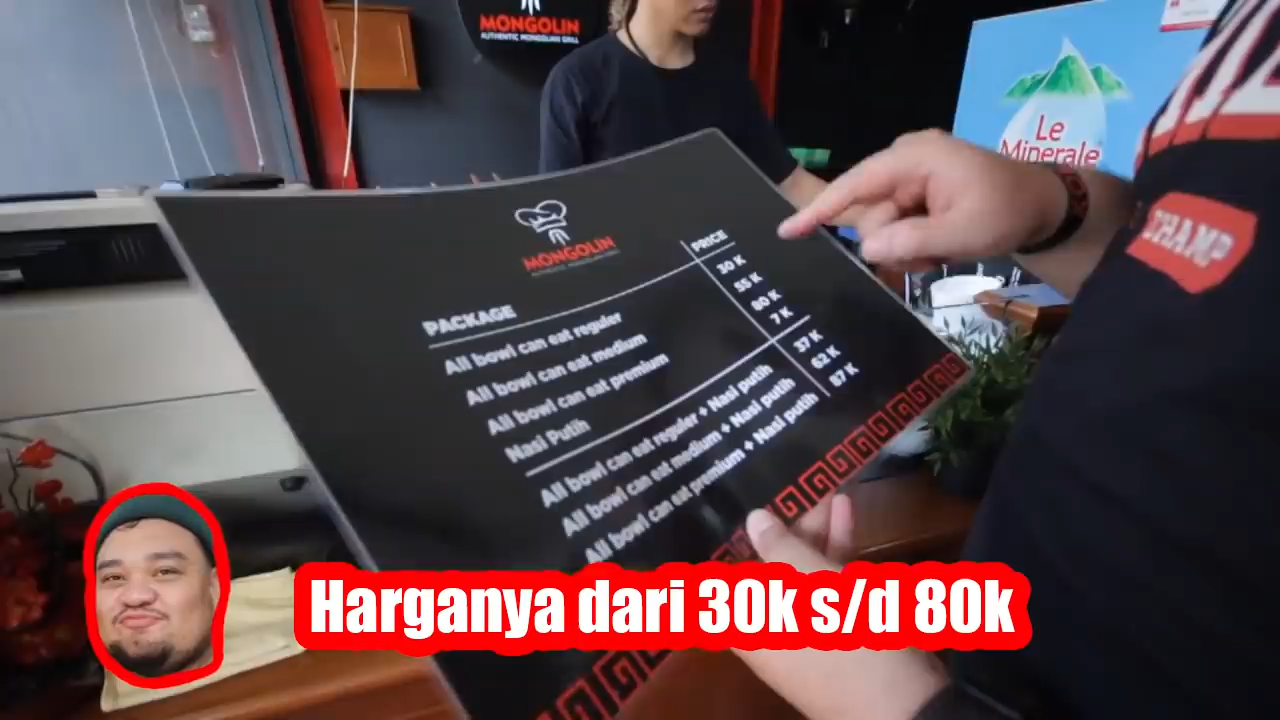 MONGOLIN
AUTHENTIC MONGOLIAN GRILL
Le
Minerale
CHAMP
MONGOLIN
AUTHENTIC MONGOLIAN GRILL
PACKAGE PRICE
All bowl can eat reguler 30 K
All bowl can eat medium 55 K
All bowl can eat premium 80 K
Nasi Putih 7 K
All bowl can eat reguler + Nasi putih 37 K
All bowl can eat medium + Nasi putih 62 K
All bowl can eat premium + Nasi putih 87 K
Harganya dari 30k s/d 80k